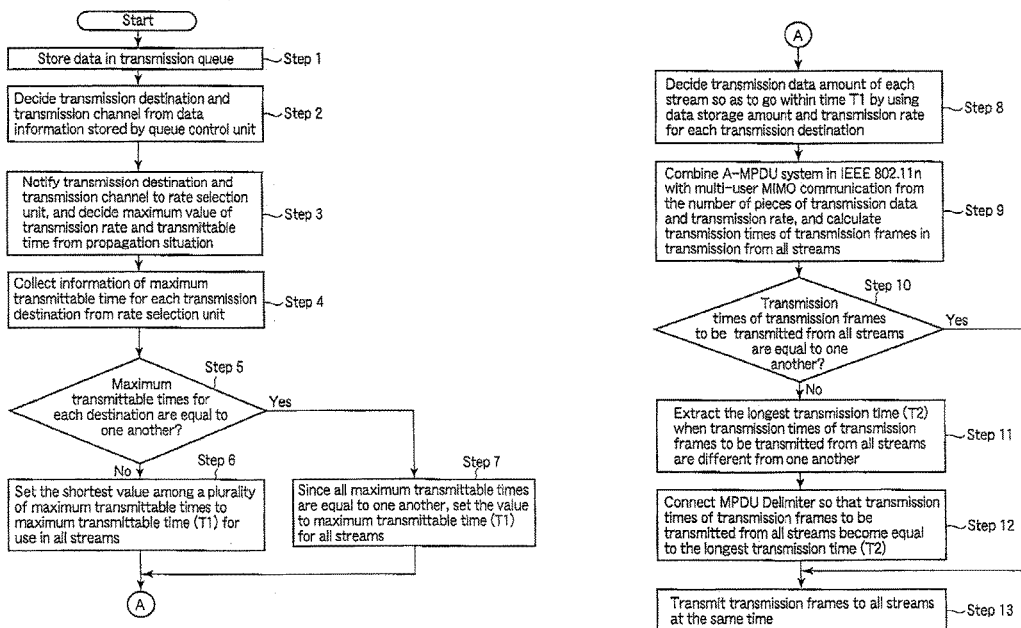 Start
Store data in transmission queue
Step 1
Decide transmission destination and
transmission channel from data
information stored by queue control unit
Step 2
Notify transmission destination and
transmission channel to rate selection
unit, and decide maximum value of
transmission rate and transmittable
time from propagation situation
Step 3
Collect information of maximum
transmittable time for each transmission
destination from rate selection unit
Step 4
Step 5
Maximum
transmittable times for
each destination are equal to
one another?
Yes
No
Step 6
Set the shortest value among a plurality
of maximum transmittable times to
maximum transmittable time (T1) for
use in all streams
Step 7
Since all maximum transmittable times
are equal to one another, set the value
to maximum transmittable time (T1)
for all streams
A
A
Decide transmission data amount of each
stream so as to go within time T1 by using
data storage amount and transmission rate
for each transmission destination
Step 8
Combine A-MPDU system in IEEE 802.11n
with multi-user MIMO communication from
the number of pieces of transmission data
and transmission rate, and calculate
transmission times of transmission frames in
transmission from all streams
Step 9
Step 10
Transmission
times of transmission frames
to be transmitted from all streams
are equal to one
another?
Yes
No
Extract the longest transmission time (T2)
when transmission times of transmission
frames to be transmitted from all streams
are different from one another
Step 11
Connect MPDU Delimiter so that transmission
times of transmission frames to be
transmitted from all streams become equal
to the longest transmission time (T2)
Step 12
Transmit transmission frames to all streams
at the same time
Step 13